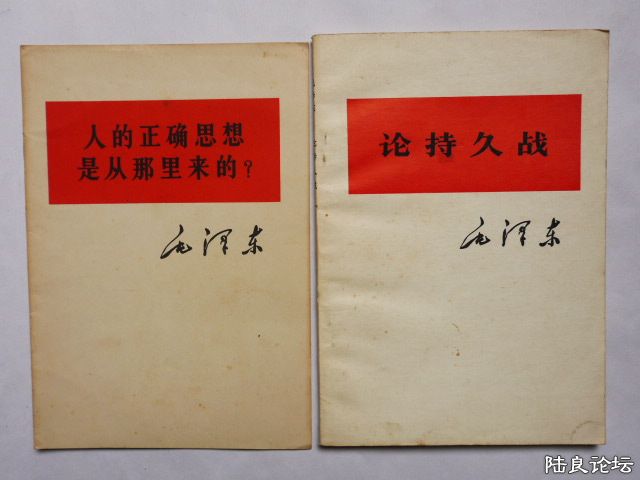 人的正确思想
是从那里来的?
毛泽东
论持久战
毛泽东
陆良论坛